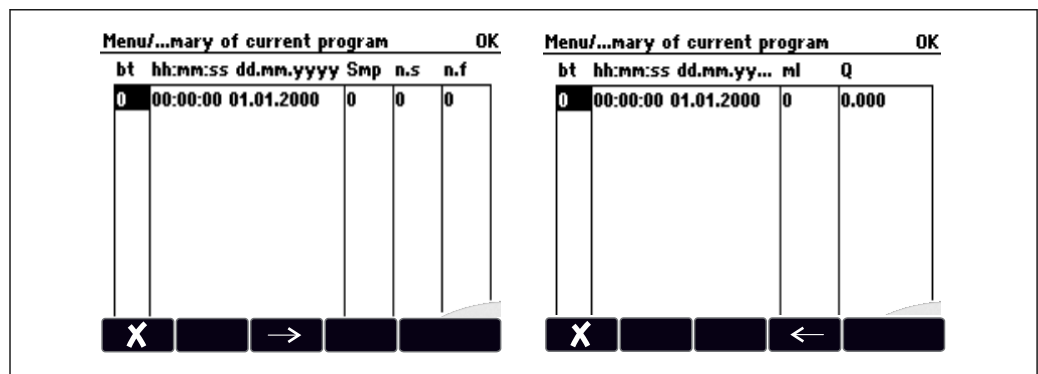 Menu/...mary of current program OK
bt hh:mm:ss dd.mm.yyyy Smp n.s n.f
0 00:00:00 01.01.2000 0 0 0
Menu/...mary of current program OK
bt hh:mm:ss dd.mm.yy... ml Q
0 00:00:00 01.01.2000 0 0.000